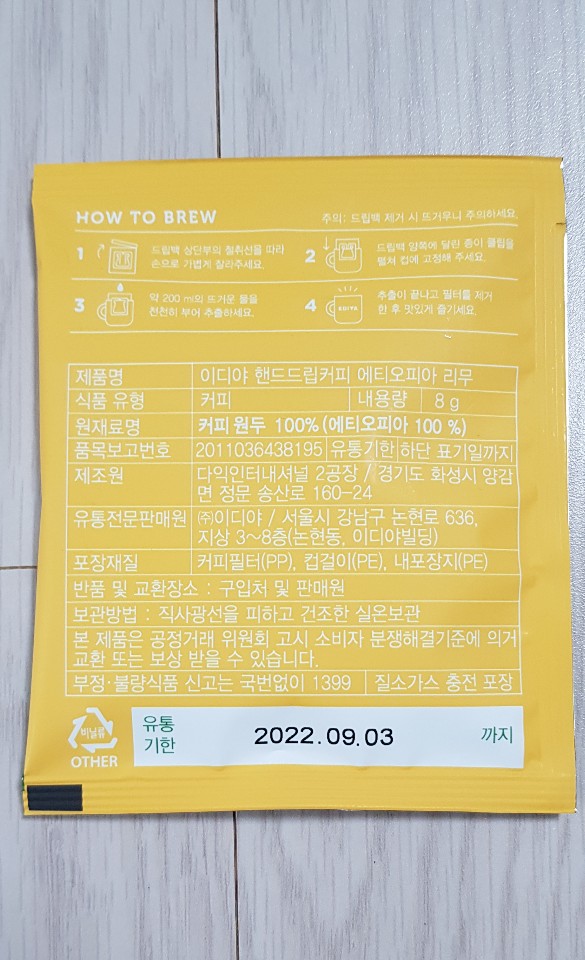 HOW TO BREW
주의: 드립백 제거 시 뜨거우니 주의하세요.
1 드립백 상단부의 절취선을 따라
손으로 가볍게 잘라주세요.
2 드립백 양쪽에 달린 종이 클립을
펼쳐 컵에 고정해 주세요.
3 약 200 ml의 뜨거운 물을
천천히 부어 추출하세요.
4 추출이 끝나고 필터를 제거
한 후 맛있게 즐기세요.
제품명 이디야 핸드드립커피 에티오피아 리무
식품 유형 커피 내용량 8 g
원재료명 커피 원두 100% (에티오피아 100 %)
품목보고번호 2011036438195 유통기한 하단 표기일까지
제조원 다익인터내셔널 2공장 / 경기도 화성시 양감
면 정문 송산로 160-24
유통전문판매원 ㈜이디야 / 서울시 강남구 논현로 636,
지상 3~8층(논현동, 이디야빌딩)
포장재질 커피필터(PP), 컵걸이(PE), 내포장지(PE)
반품 및 교환장소 : 구입처 및 판매원
보관방법 : 직사광선을 피하고 건조한 실온보관
본 제품은 공정거래 위원회 고시 소비자 분쟁해결기준에 의거
교환 또는 보상 받을 수 있습니다.
부정·불량식품 신고는 국번없이 1399 질소가스 충전 포장
비닐류
OTHER
유통
기한
2022.09.03 까지